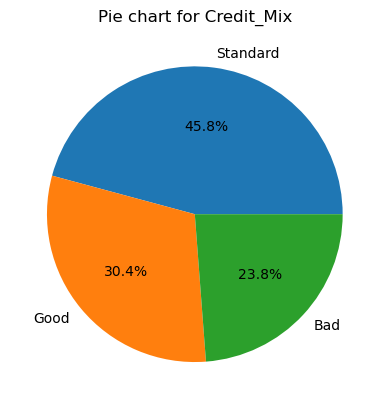 Pie chart for Credit_Mix
Standard
45.8%
30.4%
23.8%
Good
Bad